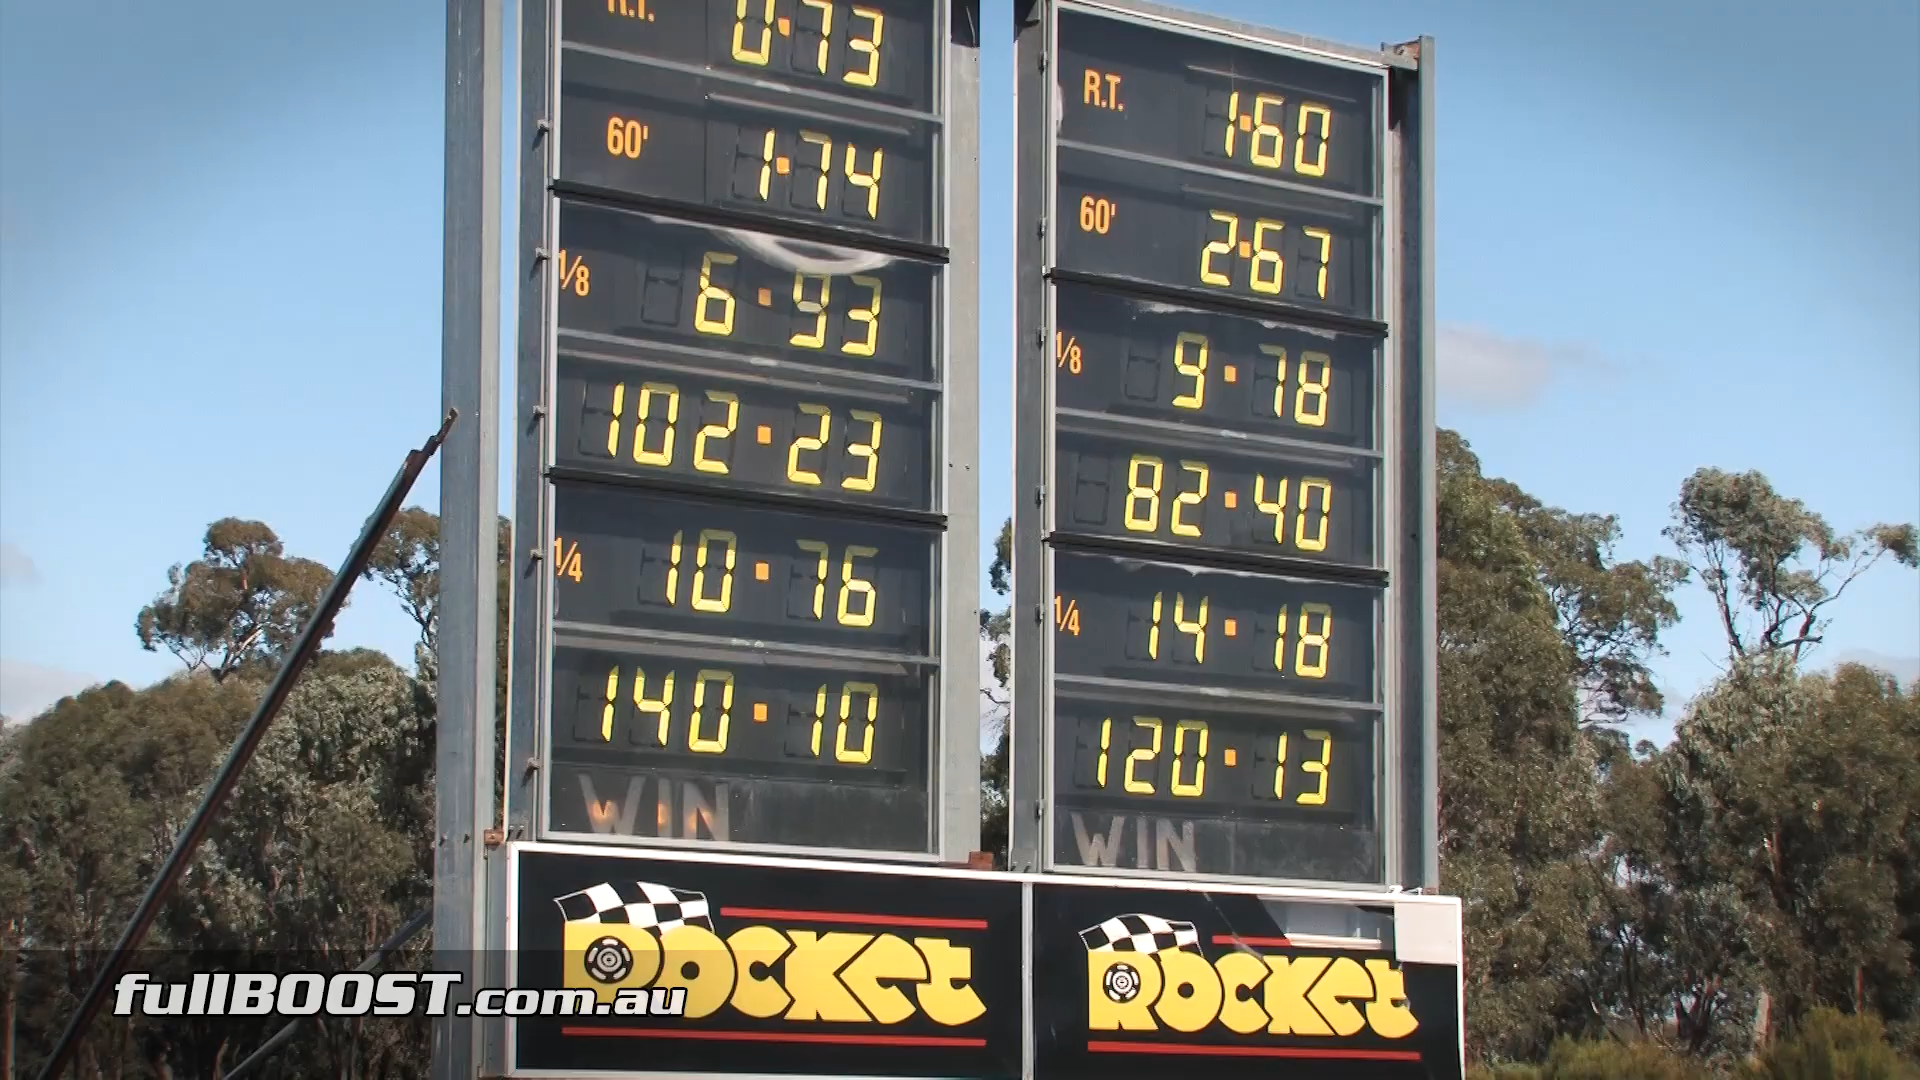 R.T. 0.73
60' 1.74
1/8 6.93
102.23
1/4 10.76
140.10
WIN
R.T. 1.60
60' 2.67
1/8 9.78
82.40
1/4 14.18
120.13
WIN
Rocket
Rocket
fullBOOST.com.au